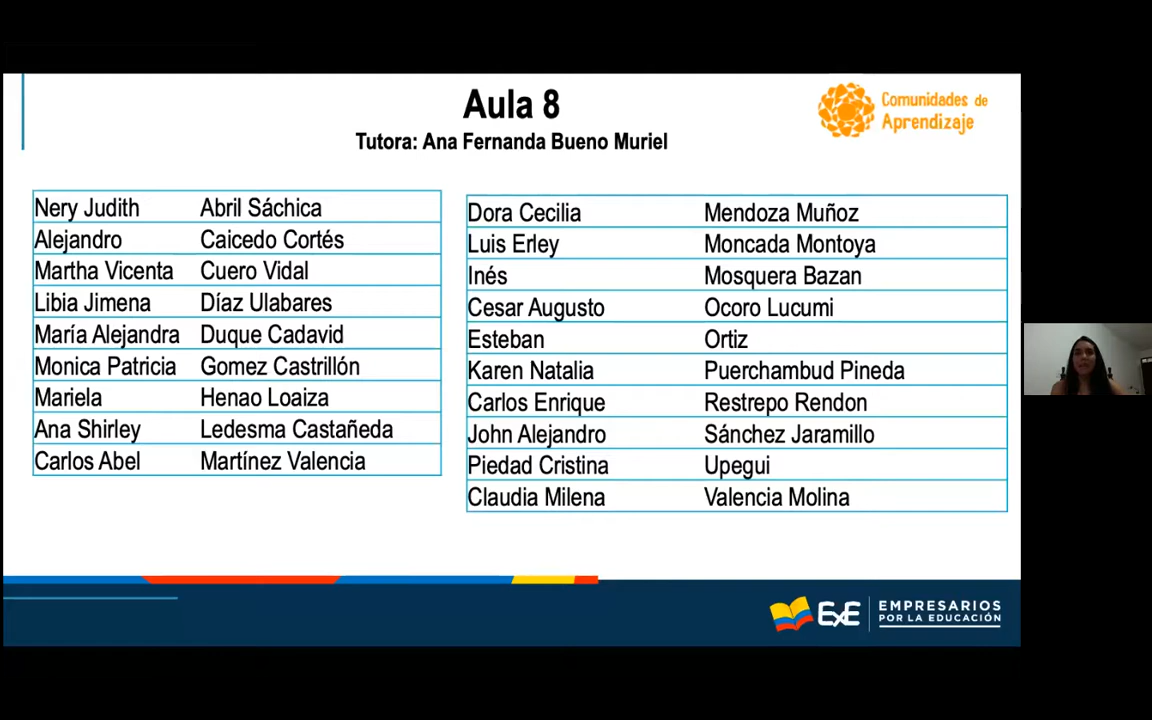 Aula 8
Tutora: Ana Fernanda Bueno Muriel
Comunidades de
Aprendizaje
Nery Judith Abril Sáchica
Alejandro Caicedo Cortés
Martha Vicenta Cuero Vidal
Libia Jimena Díaz Ulabares
María Alejandra Duque Cadavid
Monica Patricia Gomez Castrillón
Mariela Henao Loaiza
Ana Shirley Ledesma Castañeda
Carlos Abel Martínez Valencia
Dora Cecilia Mendoza Muñoz
Luis Erley Moncada Montoya
Inés Mosquera Bazan
Cesar Augusto Ocoro Lucumi
Esteban Ortiz
Karen Natalia Puerchambud Pineda
Carlos Enrique Restrepo Rendon
John Alejandro Sánchez Jaramillo
Piedad Cristina Upegui
Claudia Milena Valencia Molina
ExE
EMPRESARIOS
POR LA EDUCACIÓN